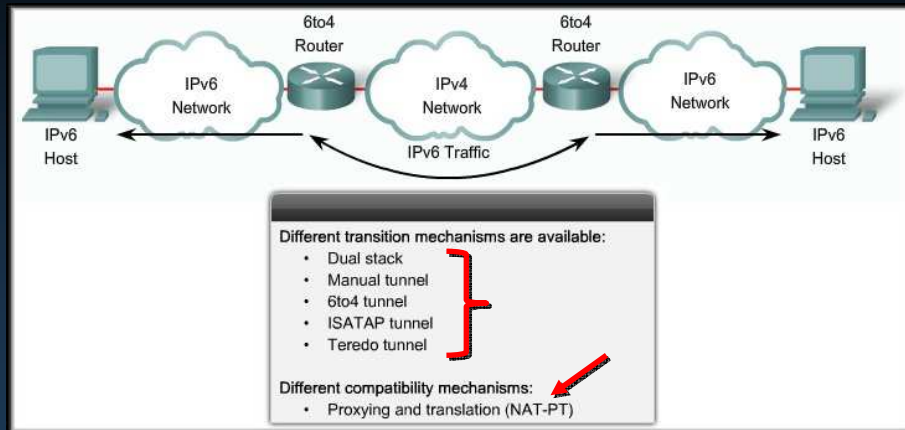 6to4
Router
6to4
Router
IPv6
Network
IPv4
Network
IPv6
Network
IPv6
Host
IPv6 Traffic
IPv6
Host
Different transition mechanisms are available:
• Dual stack
• Manual tunnel
• 6to4 tunnel
• ISATAP tunnel
• Teredo tunnel
Different compatibility mechanisms:
• Proxying and translation (NAT-PT)